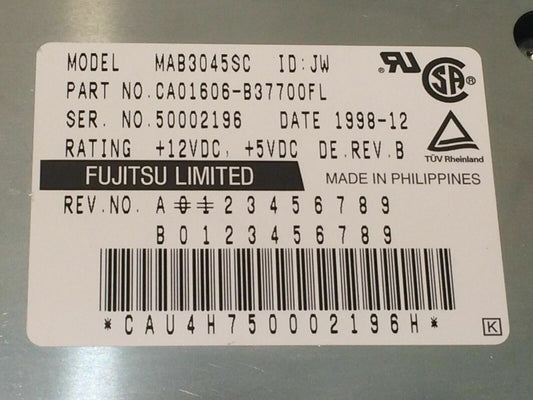 MODEL MAB3045SC ID:JW
PART NO.CA01606-B37700FL
SER. NO.50002196 DATE 1998-12
RATING +12VDC, +5VDC DE.REV.B
TÜV Rheinland
FUJITSU LIMITED MADE IN PHILIPPINES
REV.NO. A 0 1 2 3 4 5 6 7 8 9
B 0 1 2 3 4 5 6 7 8 9
*CAU4H750002196H*
K